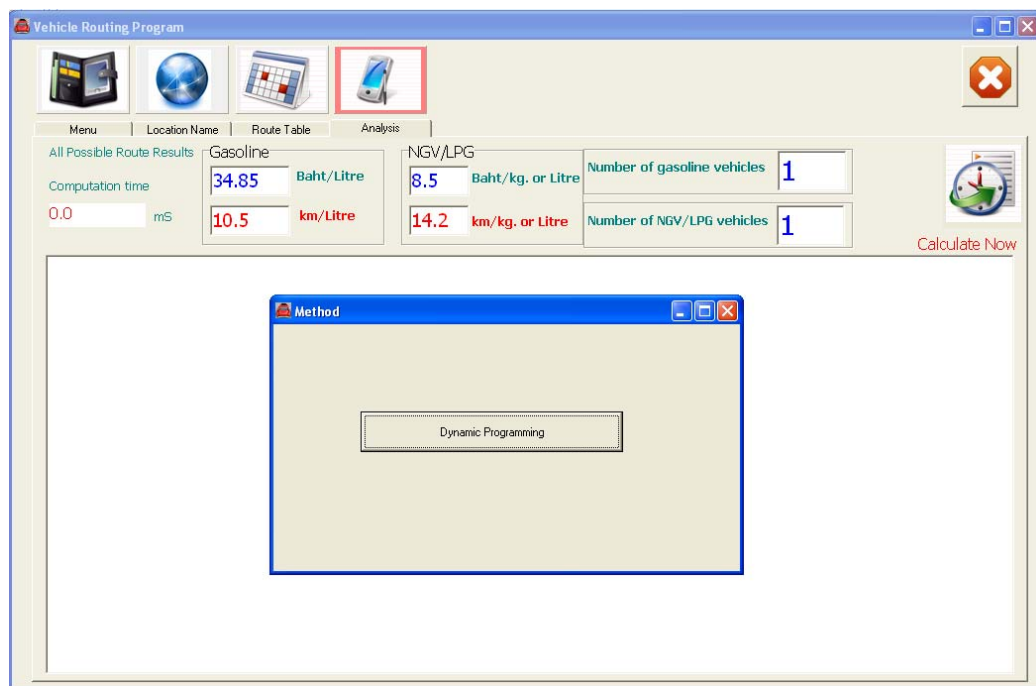 Vehicle Routing Program
Menu Location Name Route Table Analysis
All Possible Route Results
Computation time
0.0 mS
Gasoline
34.85 Baht/Litre
10.5 km/Litre
NGV/LPG
8.5 Baht/kg. or Litre
14.2 km/kg. or Litre
Number of gasoline vehicles 1
Number of NGV/LPG vehicles 1
Calculate Now
Method
Dynamic Programming